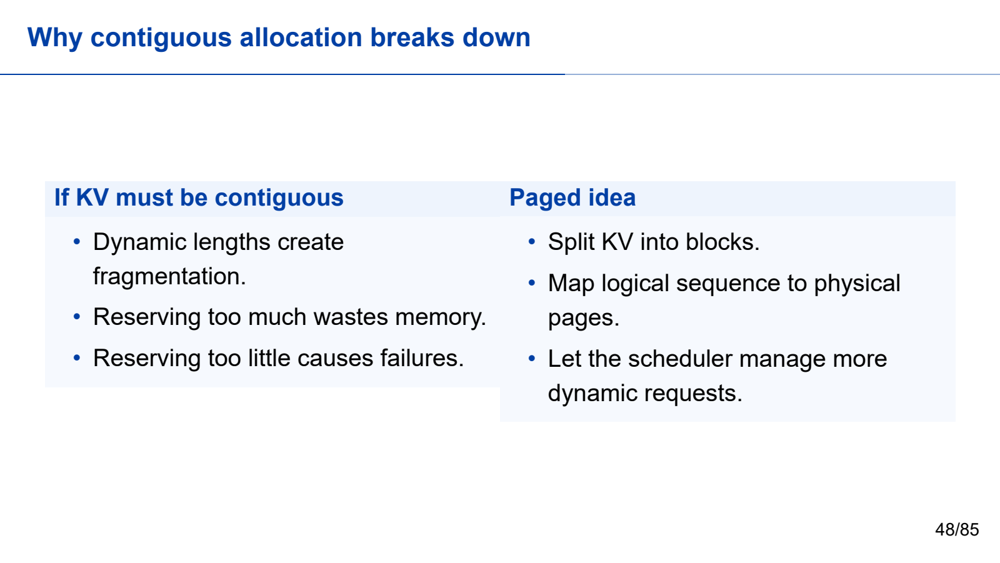 Why contiguous allocation breaks down
If KV must be contiguous
• Dynamic lengths create
fragmentation.
• Reserving too much wastes memory.
• Reserving too little causes failures.
Paged idea
• Split KV into blocks.
• Map logical sequence to physical
pages.
• Let the scheduler manage more
dynamic requests.
48/85